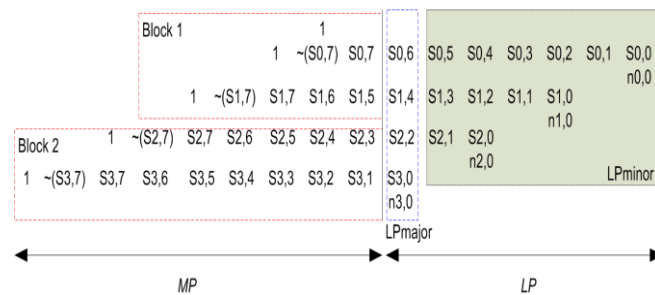 Block 1 1
1 ~(S0,7) S0,7 S0,6 S0,5 S0,4 S0,3 S0,2 S0,1 S0,0
n0,0
1 ~(S1,7) S1,7 S1,6 S1,5 S1,4 S1,3 S1,2 S1,1 S1,0
n1,0
Block 2 1 ~(S2,7) S2,7 S2,6 S2,5 S2,4 S2,3 S2,2 S2,1 S2,0
n2,0
1 ~(S3,7) S3,7 S3,6 S3,5 S3,4 S3,3 S3,2 S3,1 S3,0 LPminor
n3,0
LPmajor
MP LP